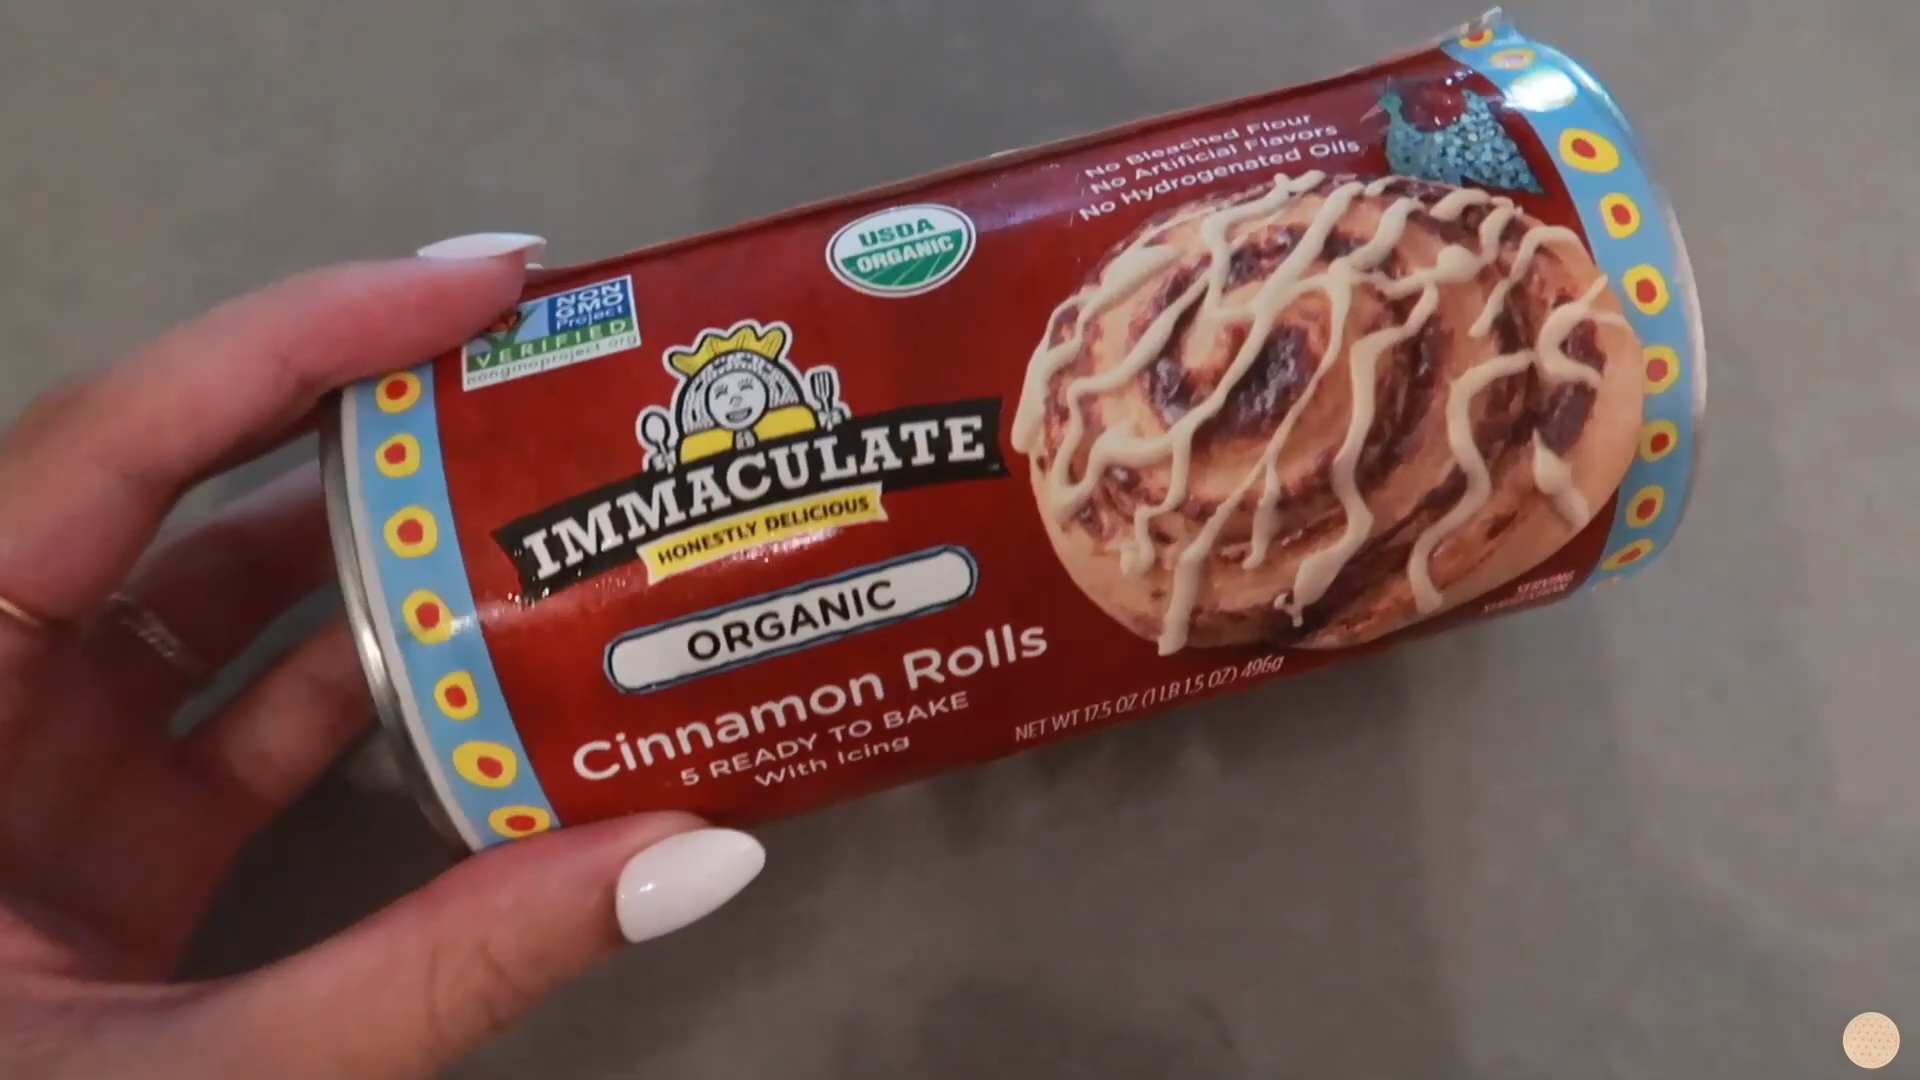 No Bleached Flour
No Artificial Flavors
No Hydrogenated Oils
USDA
ORGANIC
NON
GMO
Project
VERIFIED
nongmoproject.org
IMMACULATE
HONESTLY DELICIOUS
ORGANIC
Cinnamon Rolls
5 READY TO BAKE
With Icing
NET WT 17.5 OZ (1 LB 1.5 OZ) 496g
SERVING
SUGGESTION